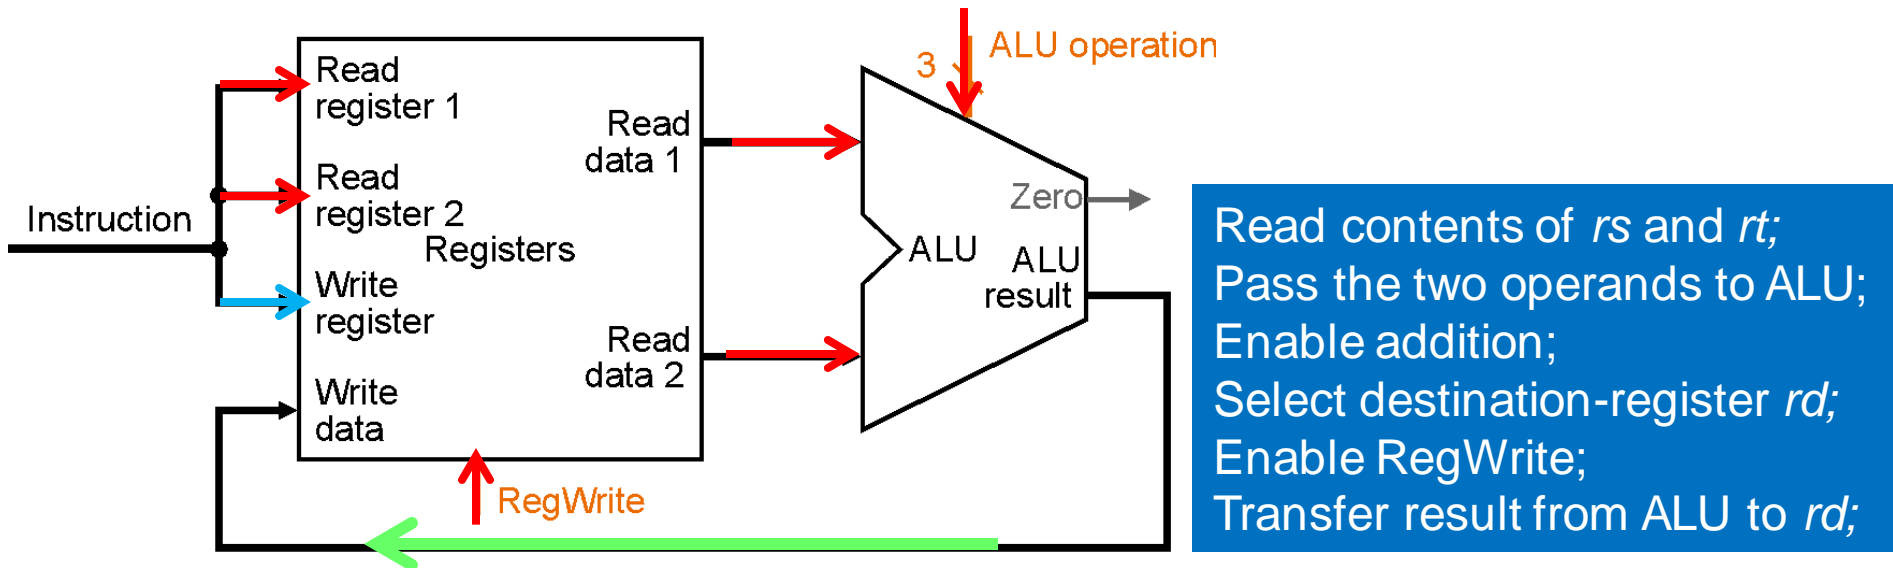 Instruction
Read
register 1
Read
register 2
Registers
Write
register
Write
data
Read
data 1
Read
data 2
RegWrite
3
ALU operation
Zero
ALU
ALU
result
Read contents of rs and rt;
Pass the two operands to ALU;
Enable addition;
Select destination-register rd;
Enable RegWrite;
Transfer result from ALU to rd;